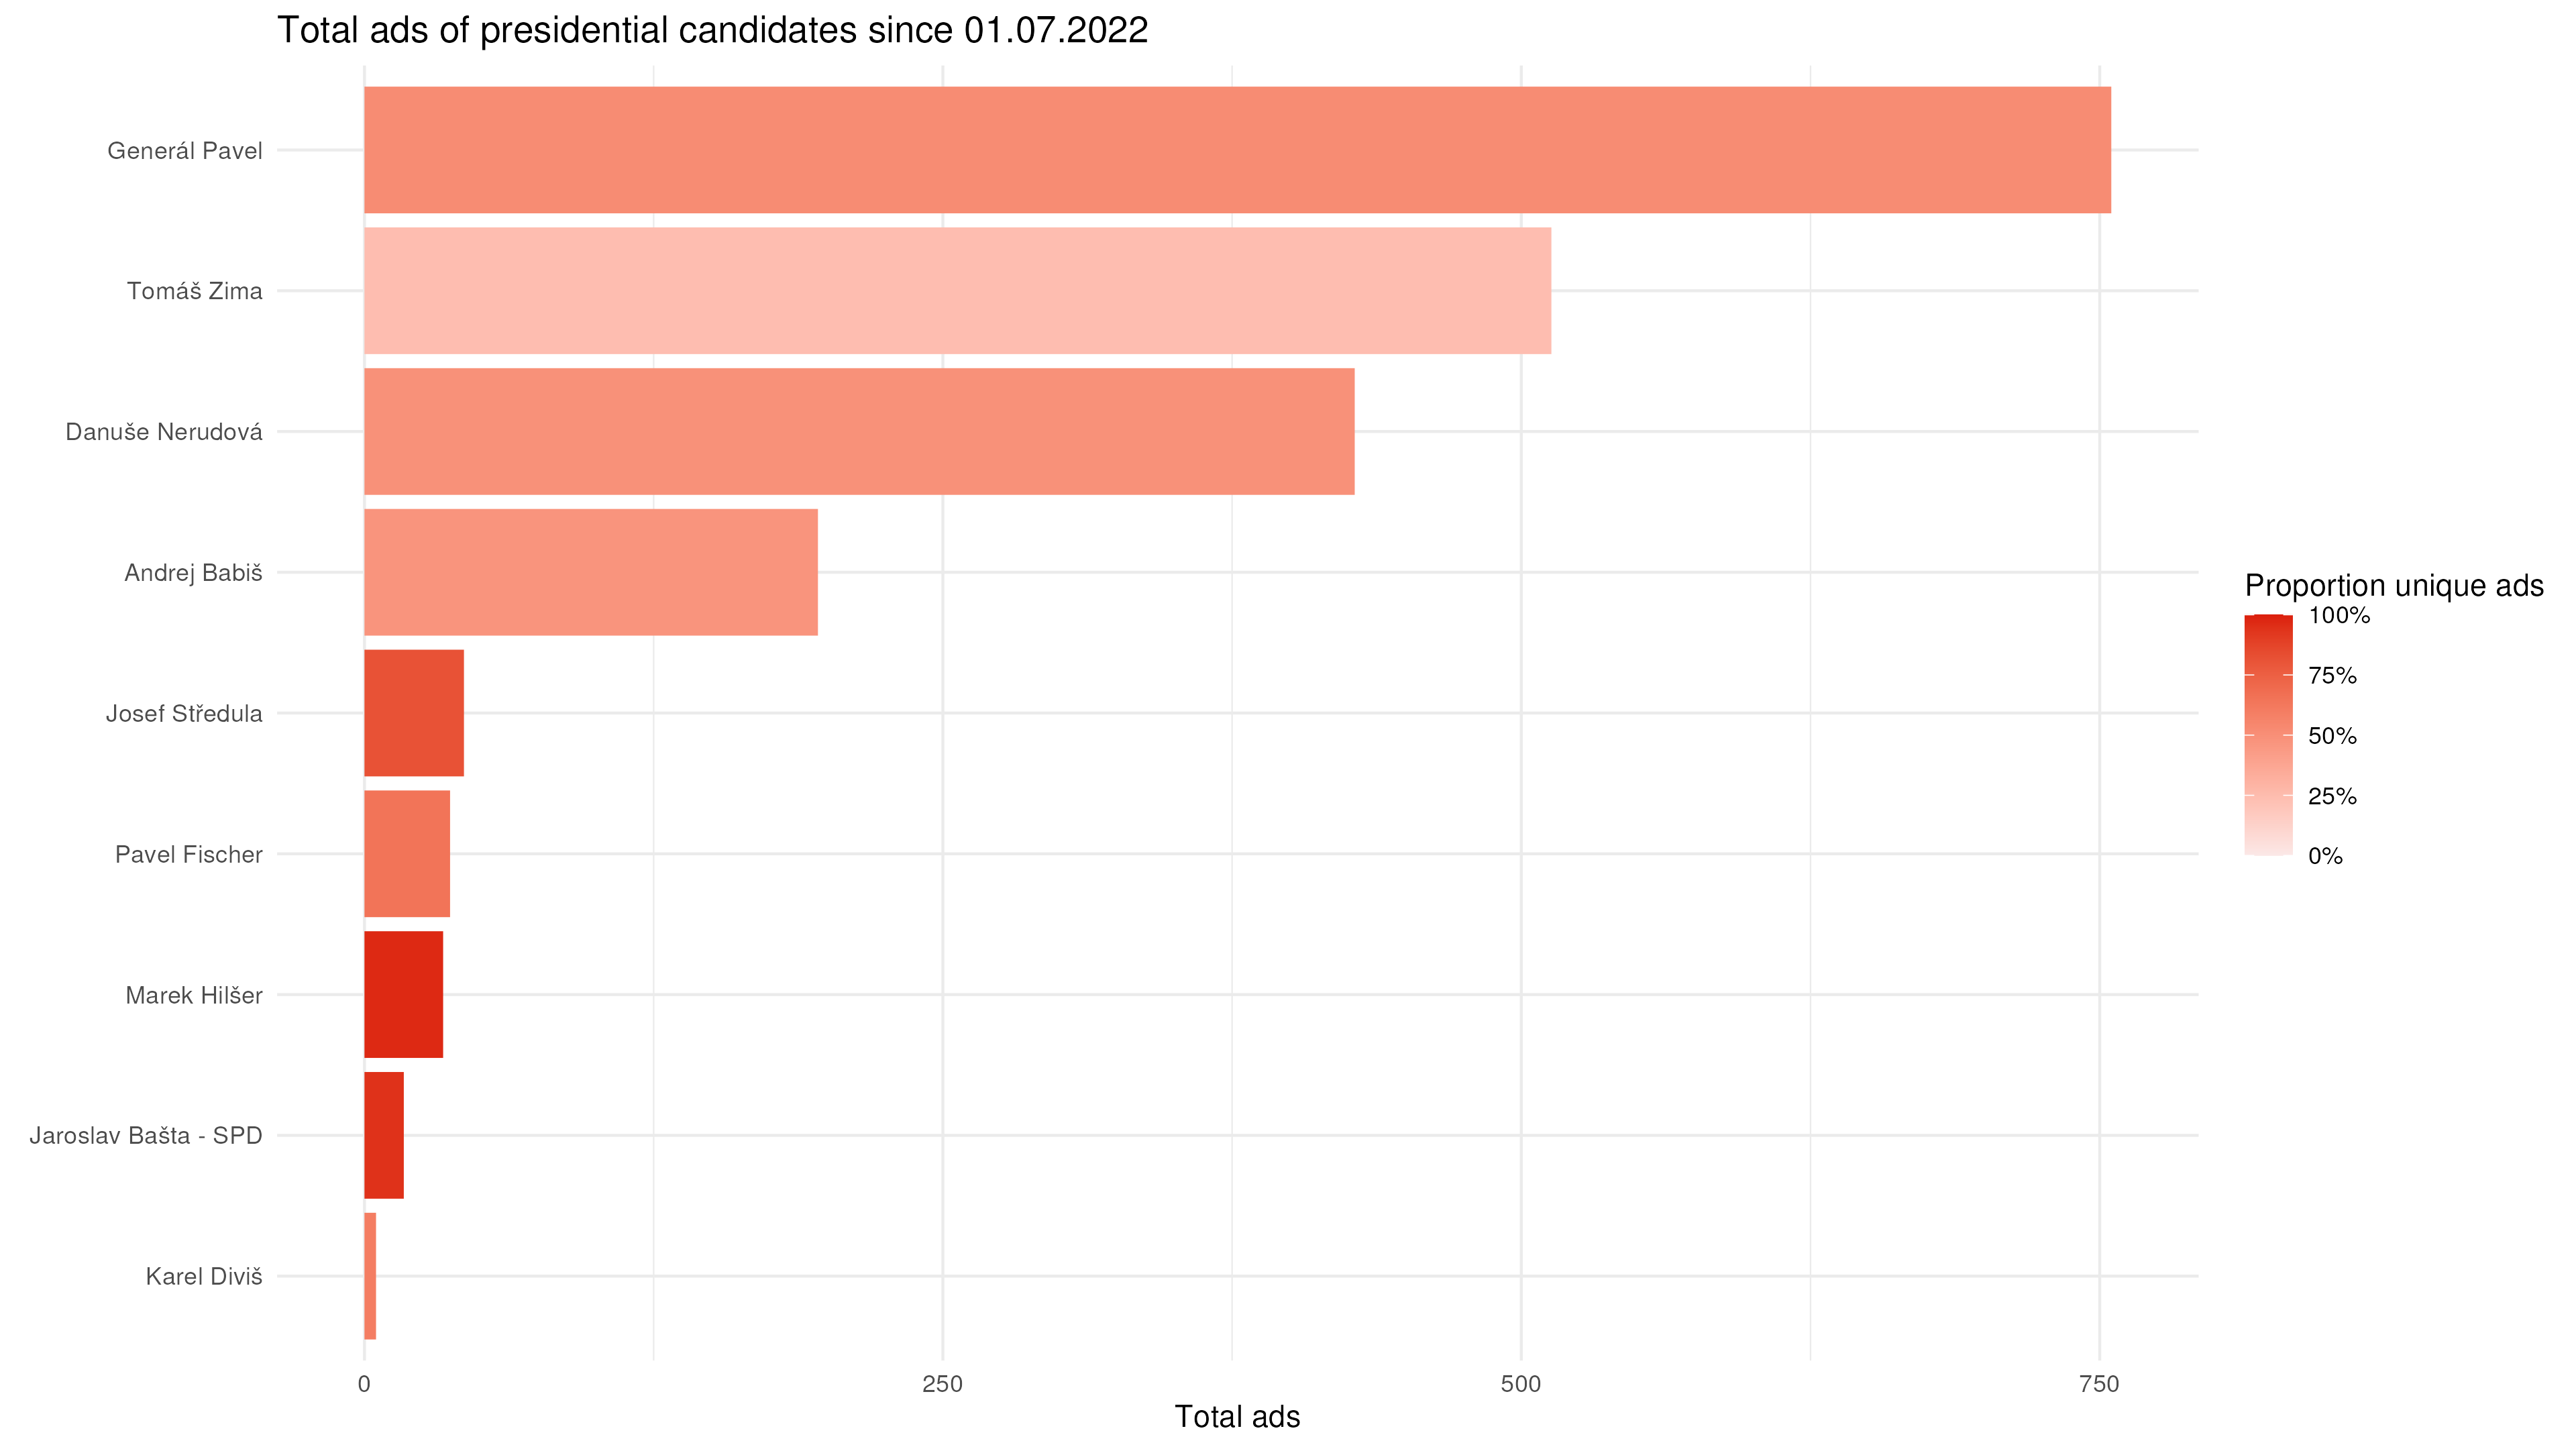 Total ads of presidential candidates since 01.07.2022
Generál Pavel
Tomáš Zima
Danuše Nerudová
Andrej Babiš
Josef Středula
Pavel Fischer
Marek Hilšer
Jaroslav Bašta - SPD
Karel Diviš
0
250
500
750
Total ads
Proportion unique ads
100%
75%
50%
25%
0%